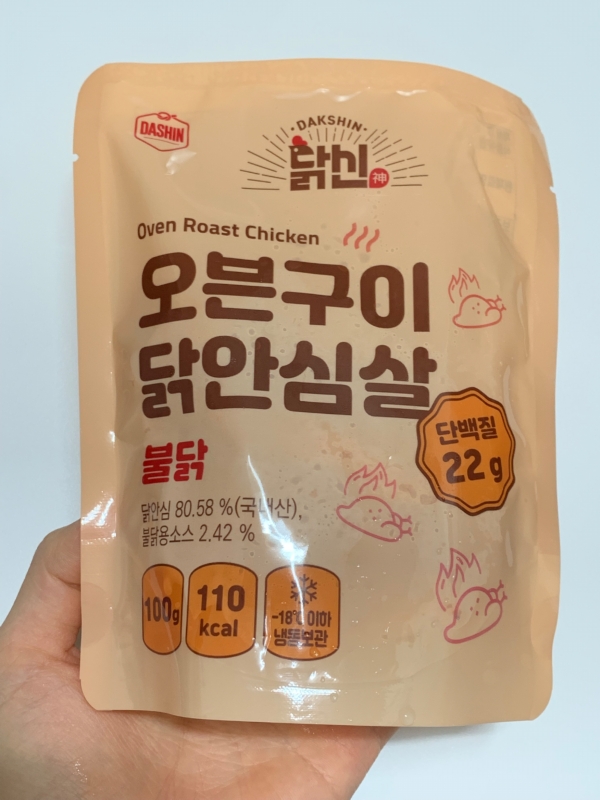 DASHIN
·DAKSHIN·
닭신
神
Oven Roast Chicken
오븐구이
닭안심살
단백질
22 g
불닭
닭안심 80.58 %(국내산),
불닭용소스 2.42 %
100g
110
kcal
-18℃ 이하
냉동보관